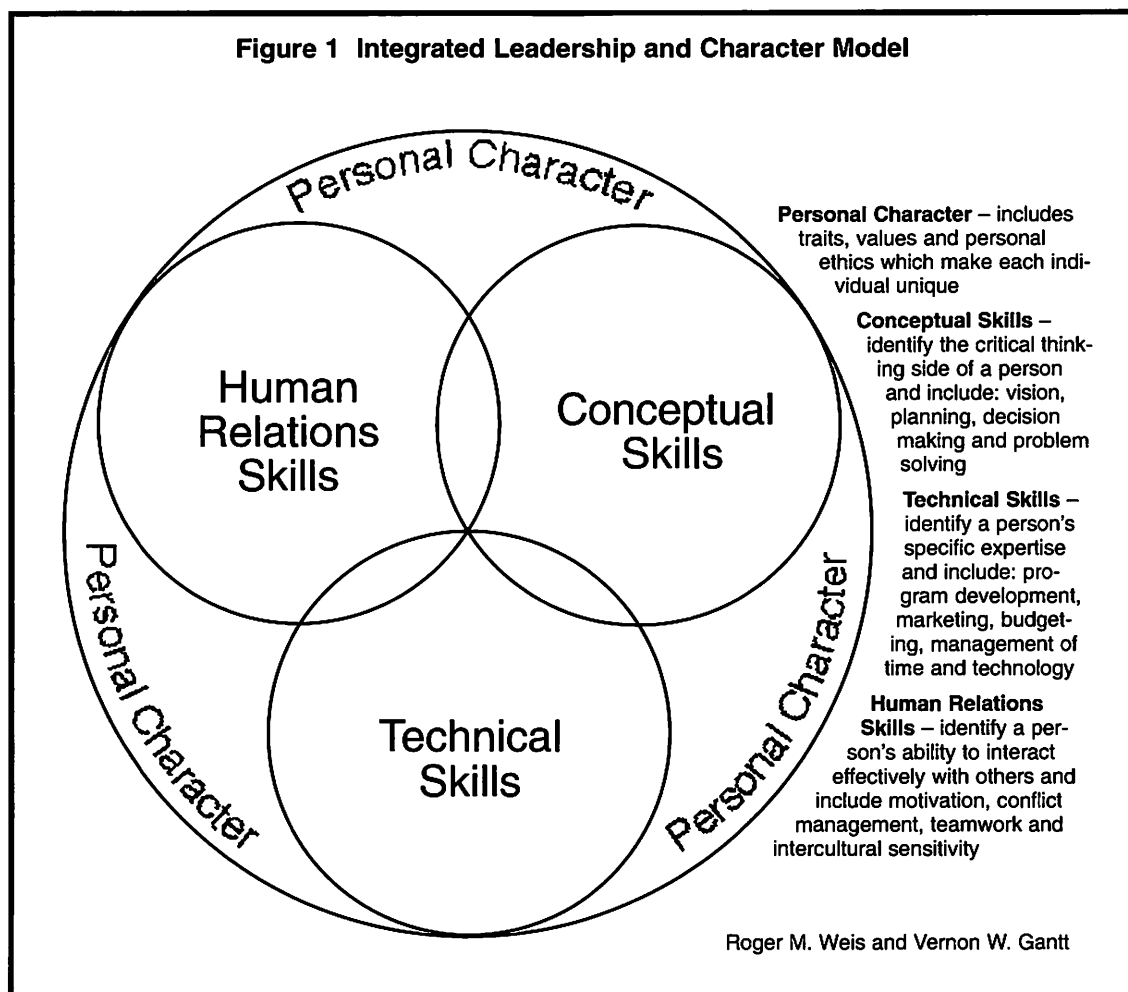 Figure 1  Integrated Leadership and Character Model
Personal Character
Human
Relations
Skills
Conceptual
Skills
Technical
Skills
Personal Character
Personal Character
Personal Character – includes
traits, values and personal
ethics which make each indi-
vidual unique
Conceptual Skills –
identify the critical think-
ing side of a person
and include: vision,
planning, decision
making and problem
solving
Technical Skills –
identify a person's
specific expertise
and include: pro-
gram development,
marketing, budget-
ing, management of
time and technology
Human Relations
Skills – identify a per-
son's ability to interact
effectively with others and
include motivation, conflict
management, teamwork and
intercultural sensitivity
Roger M. Weis and Vernon W. Gantt